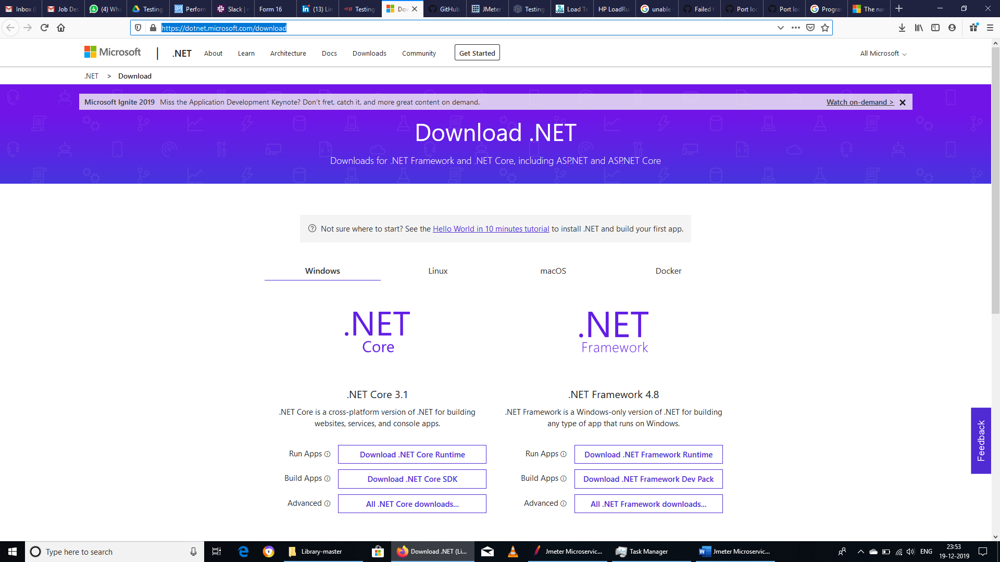 Inbox (
Job Des
(4) Wha
Testing
Perform
Slack | r
Form 16
(13) Lin
Testing
Dow
GitHub
JMeter
Testing
Load Te
HP LoadRun
unable
Failed t
Port loc
Port loc
Program
The nam
https://dotnet.microsoft.com/download
Microsoft
.NET
About
Learn
Architecture
Docs
Downloads
Community
Get Started
All Microsoft
.NET > Download
Microsoft Ignite 2019 Miss the Application Development Keynote? Don't fret, catch it, and more great content on demand.
Watch on-demand >
Download .NET
Downloads for .NET Framework and .NET Core, including ASP.NET and ASP.NET Core
Not sure where to start? See the Hello World in 10 minutes tutorial to install .NET and build your first app.
Windows
Linux
macOS
Docker
.NET
Core
.NET
Framework
.NET Core 3.1
.NET Core is a cross-platform version of .NET for building
websites, services, and console apps.
.NET Framework 4.8
.NET Framework is a Windows-only version of .NET for building
any type of app that runs on Windows.
Run Apps
Download .NET Core Runtime
Run Apps
Download .NET Framework Runtime
Build Apps
Download .NET Core SDK
Build Apps
Download .NET Framework Dev Pack
Advanced
All .NET Core downloads...
Advanced
All .NET Framework downloads...
Feedback
Type here to search
Library-master
Download .NET (Li...
Jmeter Microservic...
Task Manager
Jmeter Microservic...
ENG
23:53
19-12-2019